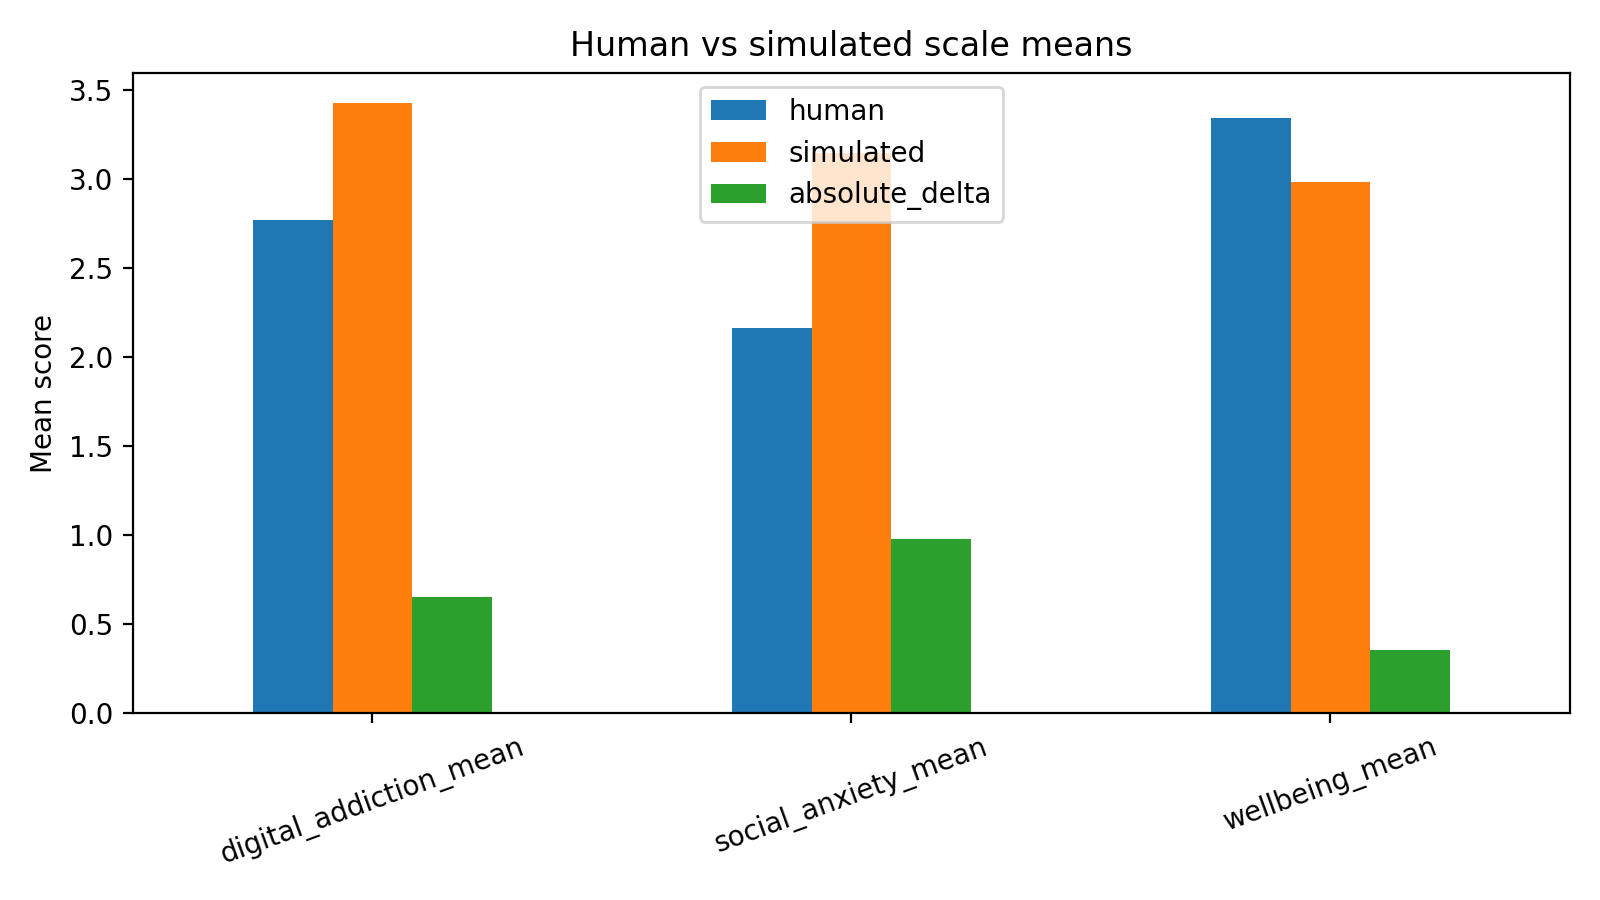 Human vs simulated scale means
human
simulated
absolute_delta
Mean score
3.5
3.0
2.5
2.0
1.5
1.0
0.5
0.0
digital_addiction_mean
social_anxiety_mean
wellbeing_mean